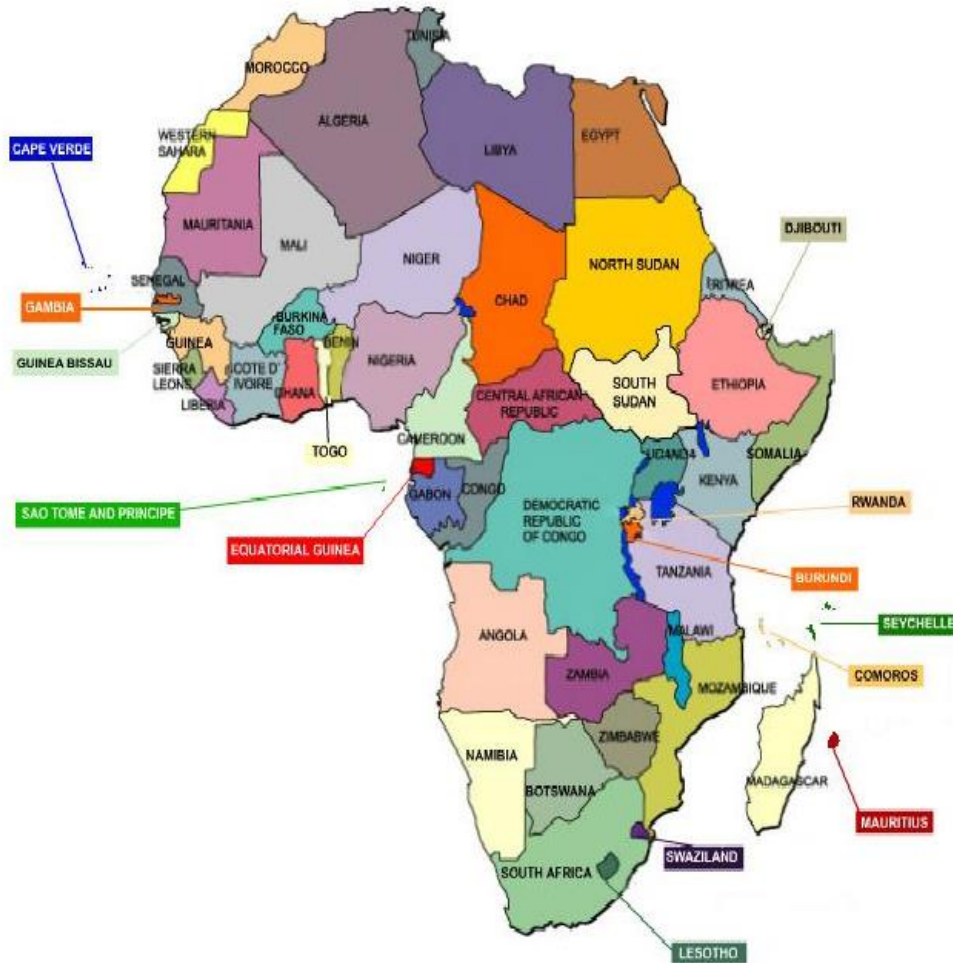 TUNISIA
MOROCCO
ALGERIA
LIBYA
EGYPT
WESTERN
SAHARA
CAPE VERDE
MAURITANIA
MALI
NIGER
CHAD
NORTH SUDAN
DJIBOUTI
ERITREA
SENEGAL
GAMBIA
BURKINA
FASO
GUINEA
GUINEA BISSAU
BENIN
NIGERIA
SIERRA
LEONE
COTE D'
IVOIRE
GHANA
LIBERIA
TOGO
CENTRAL AFRICAN
REPUBLIC
SOUTH
SUDAN
ETHIOPIA
CAMEROON
UGANDA
SOMALIA
KENYA
SAO TOME AND PRINCIPE
GABON
CONGO
DEMOCRATIC
REPUBLIC
OF CONGO
RWANDA
EQUATORIAL GUINEA
TANZANIA
BURUNDI
SEYCHELLE
ANGOLA
MALAWI
ZAMBIA
COMOROS
MOZAMBIQUE
ZIMBABWE
NAMIBIA
BOTSWANA
MADAGASCAR
MAURITIUS
SWAZILAND
SOUTH AFRICA
LESOTHO